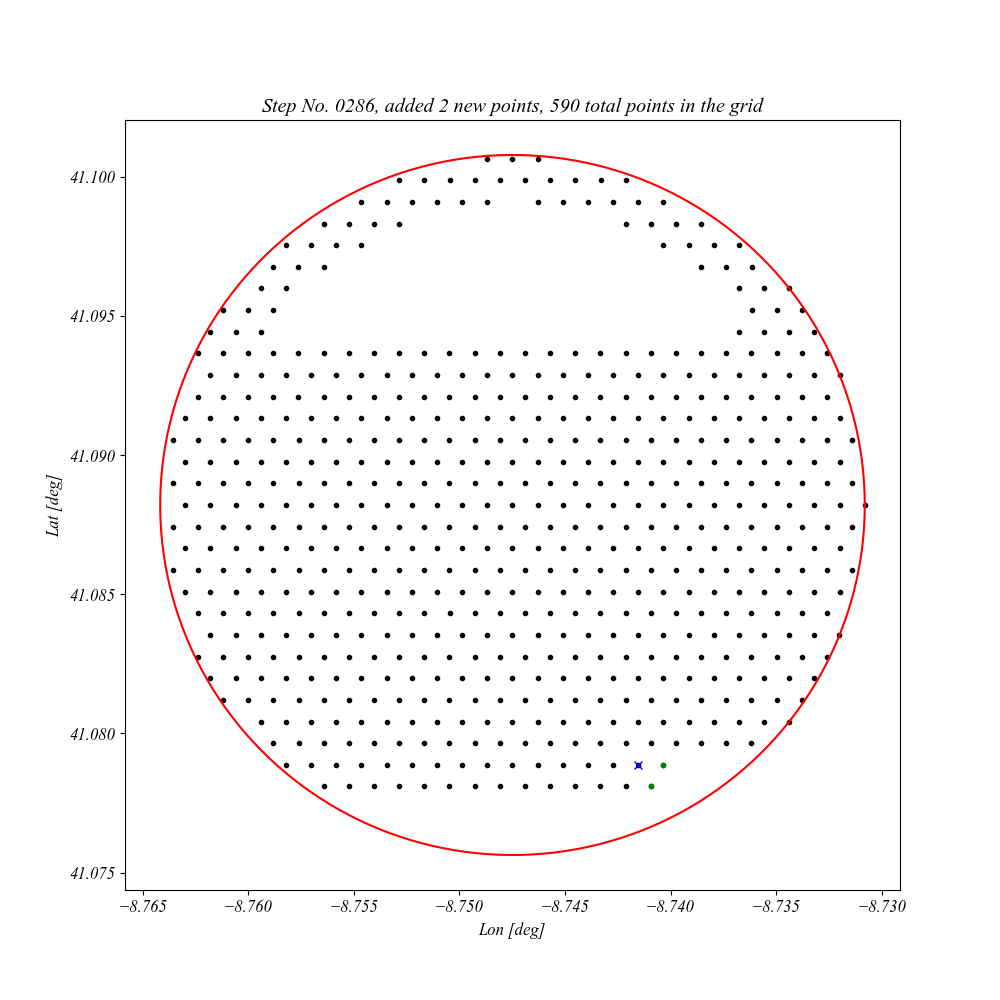 Step No. 0286, added 2 new points, 590 total points in the grid
41.100
41.095
41.090
41.085
41.080
41.075
Lat [deg]
−8.765 −8.760 −8.755 −8.750 −8.745 −8.740 −8.735 −8.730
Lon [deg]